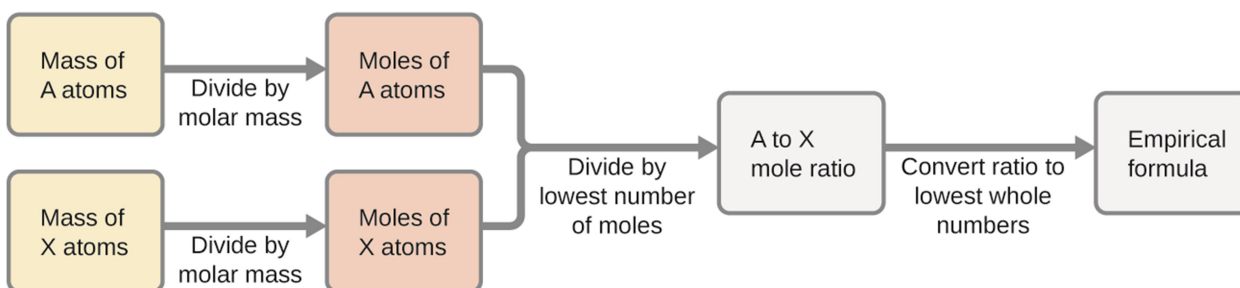 Mass of
A atoms
Divide by
molar mass
Moles of
A atoms
Mass of
X atoms
Divide by
molar mass
Moles of
X atoms
Divide by
lowest number
of moles
A to X
mole ratio
Convert ratio to
lowest whole
numbers
Empirical
formula